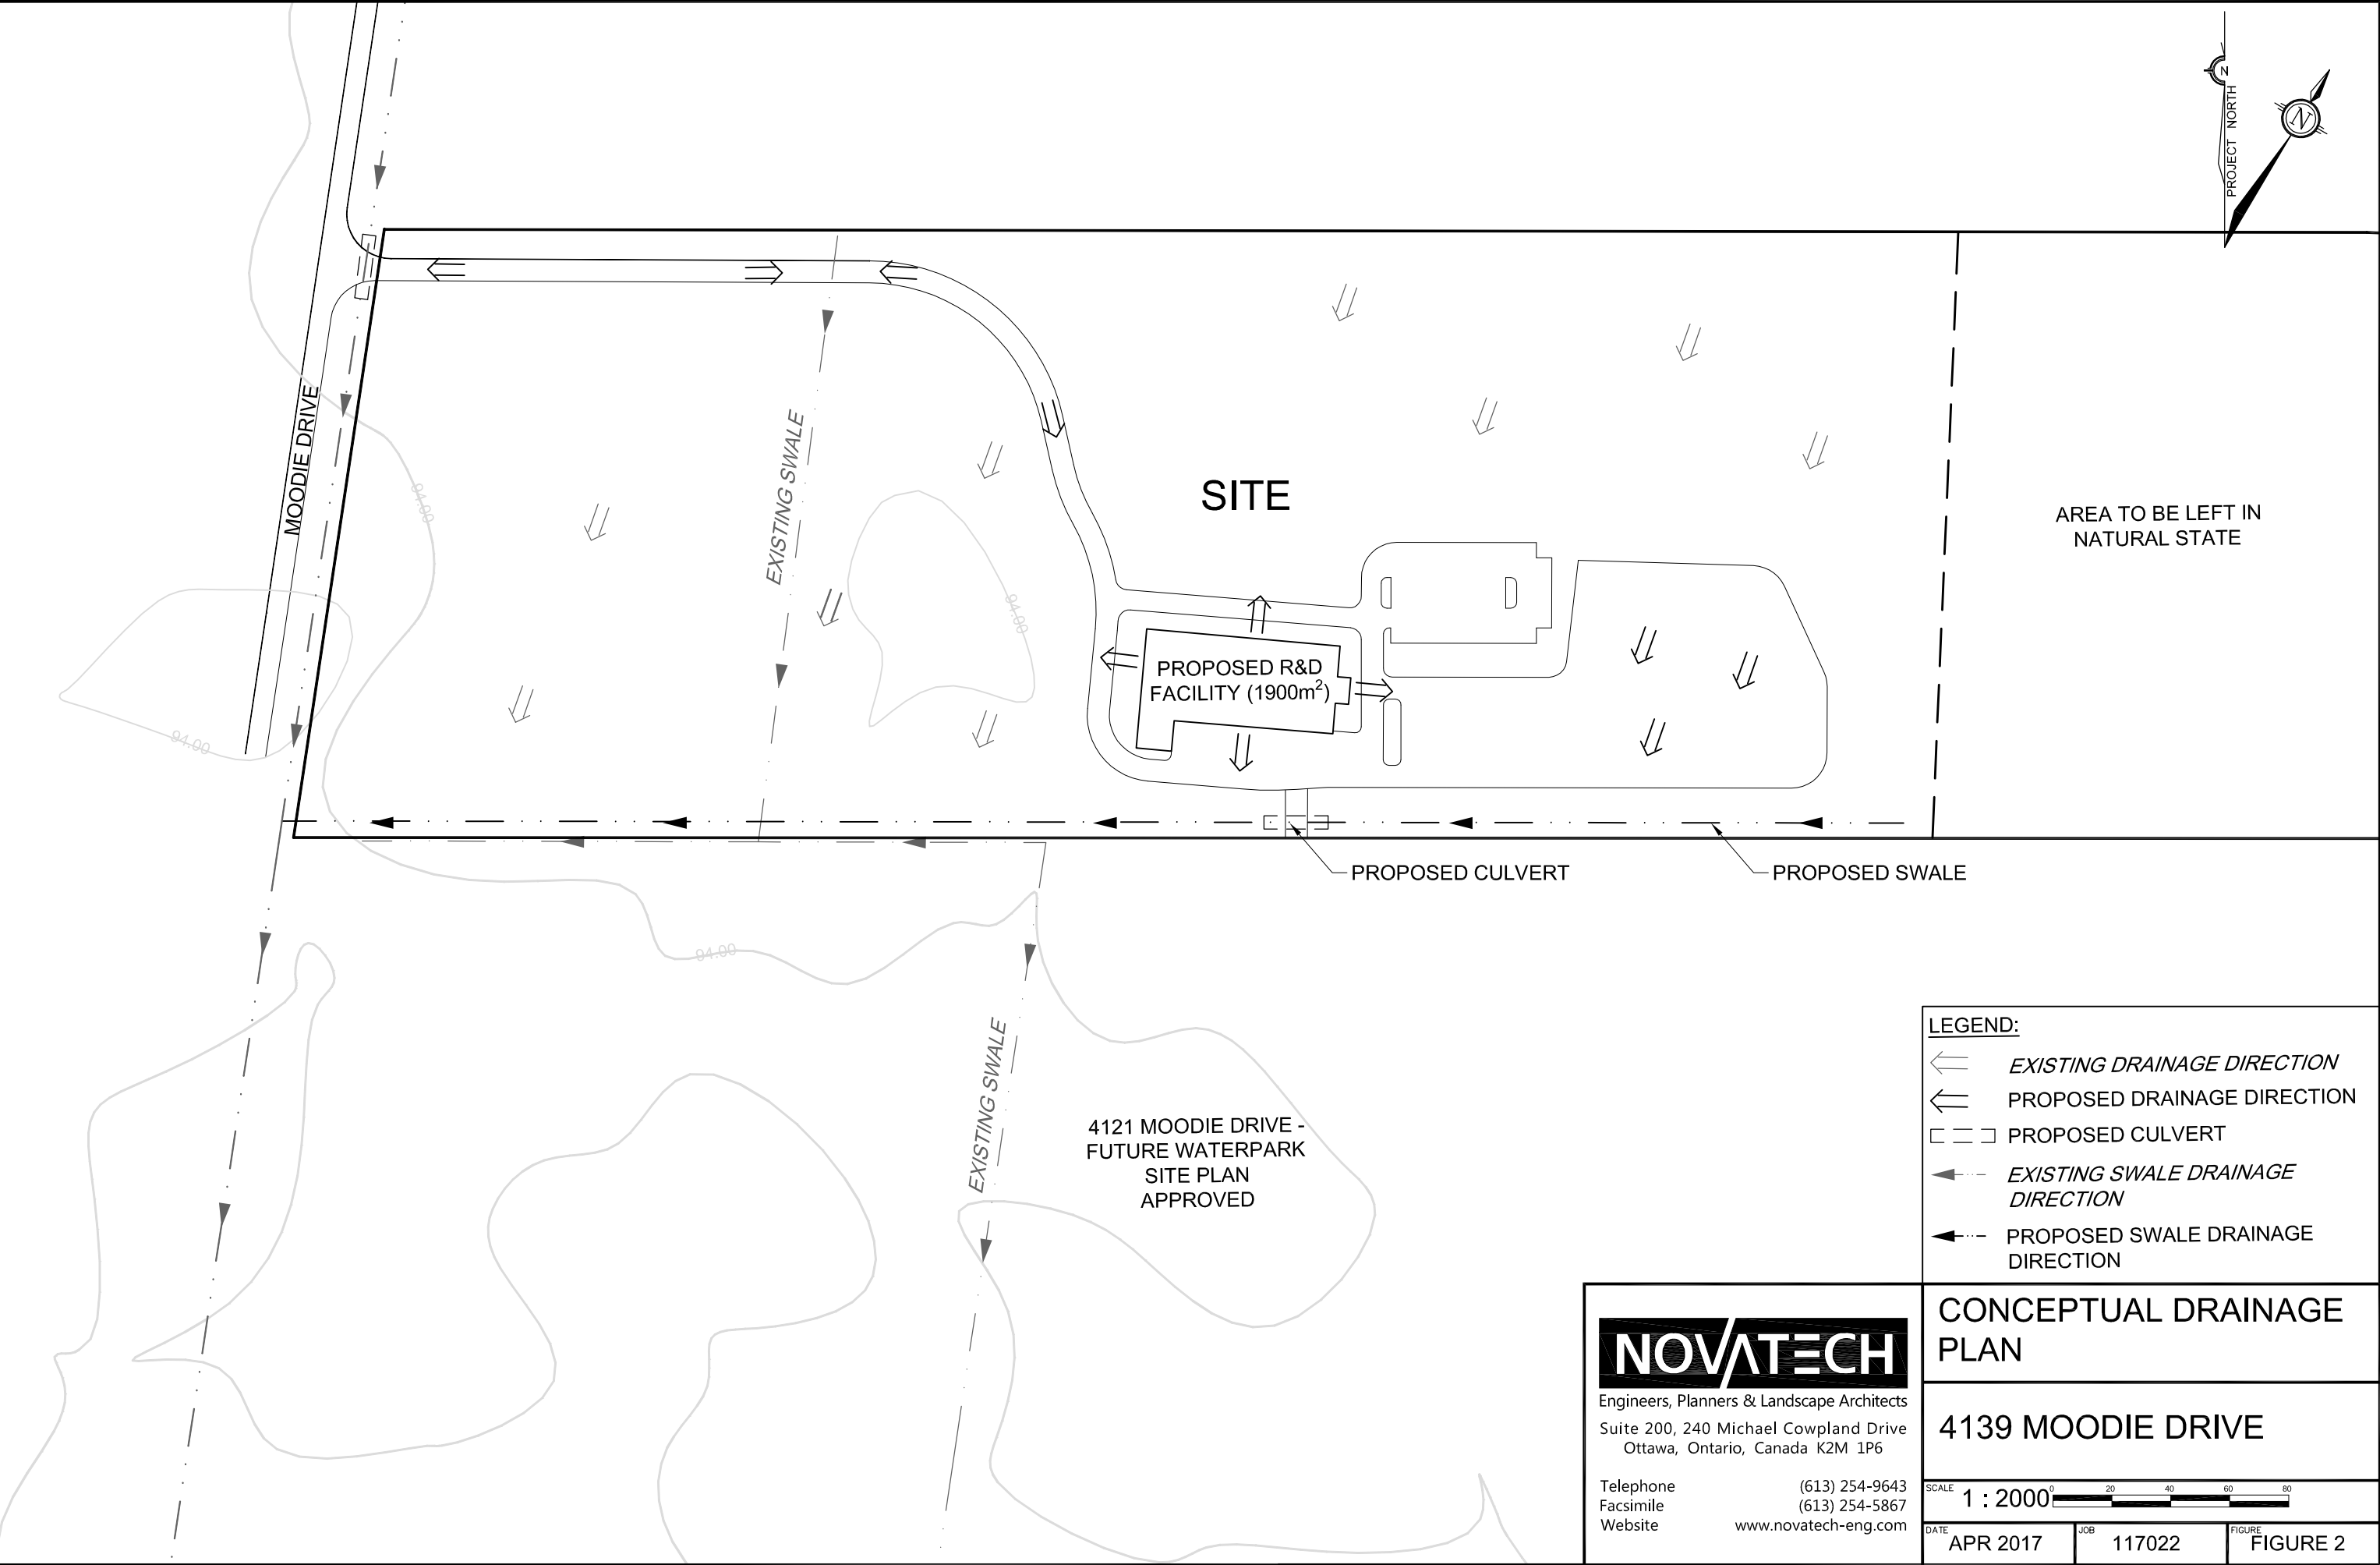 N
PROJECT NORTH
N
MOODIE DRIVE
94.00
EXISTING SWALE
94.00
SITE
AREA TO BE LEFT IN
NATURAL STATE
PROPOSED R&D
FACILITY (1900m²)
94.00
PROPOSED CULVERT
PROPOSED SWALE
94.00
EXISTING SWALE
4121 MOODIE DRIVE -
FUTURE WATERPARK
SITE PLAN
APPROVED
LEGEND:
EXISTING DRAINAGE DIRECTION
PROPOSED DRAINAGE DIRECTION
PROPOSED CULVERT
EXISTING SWALE DRAINAGE
DIRECTION
PROPOSED SWALE DRAINAGE
DIRECTION
NOVATECH
Engineers, Planners & Landscape Architects
Suite 200, 240 Michael Cowpland Drive
Ottawa, Ontario, Canada K2M 1P6
Telephone (613) 254-9643
Facsimile (613) 254-5867
Website www.novatech-eng.com
CONCEPTUAL DRAINAGE
PLAN
4139 MOODIE DRIVE
SCALE 1 : 2000 0 20 40 60 80
DATE APR 2017 JOB 117022 FIGURE FIGURE 2